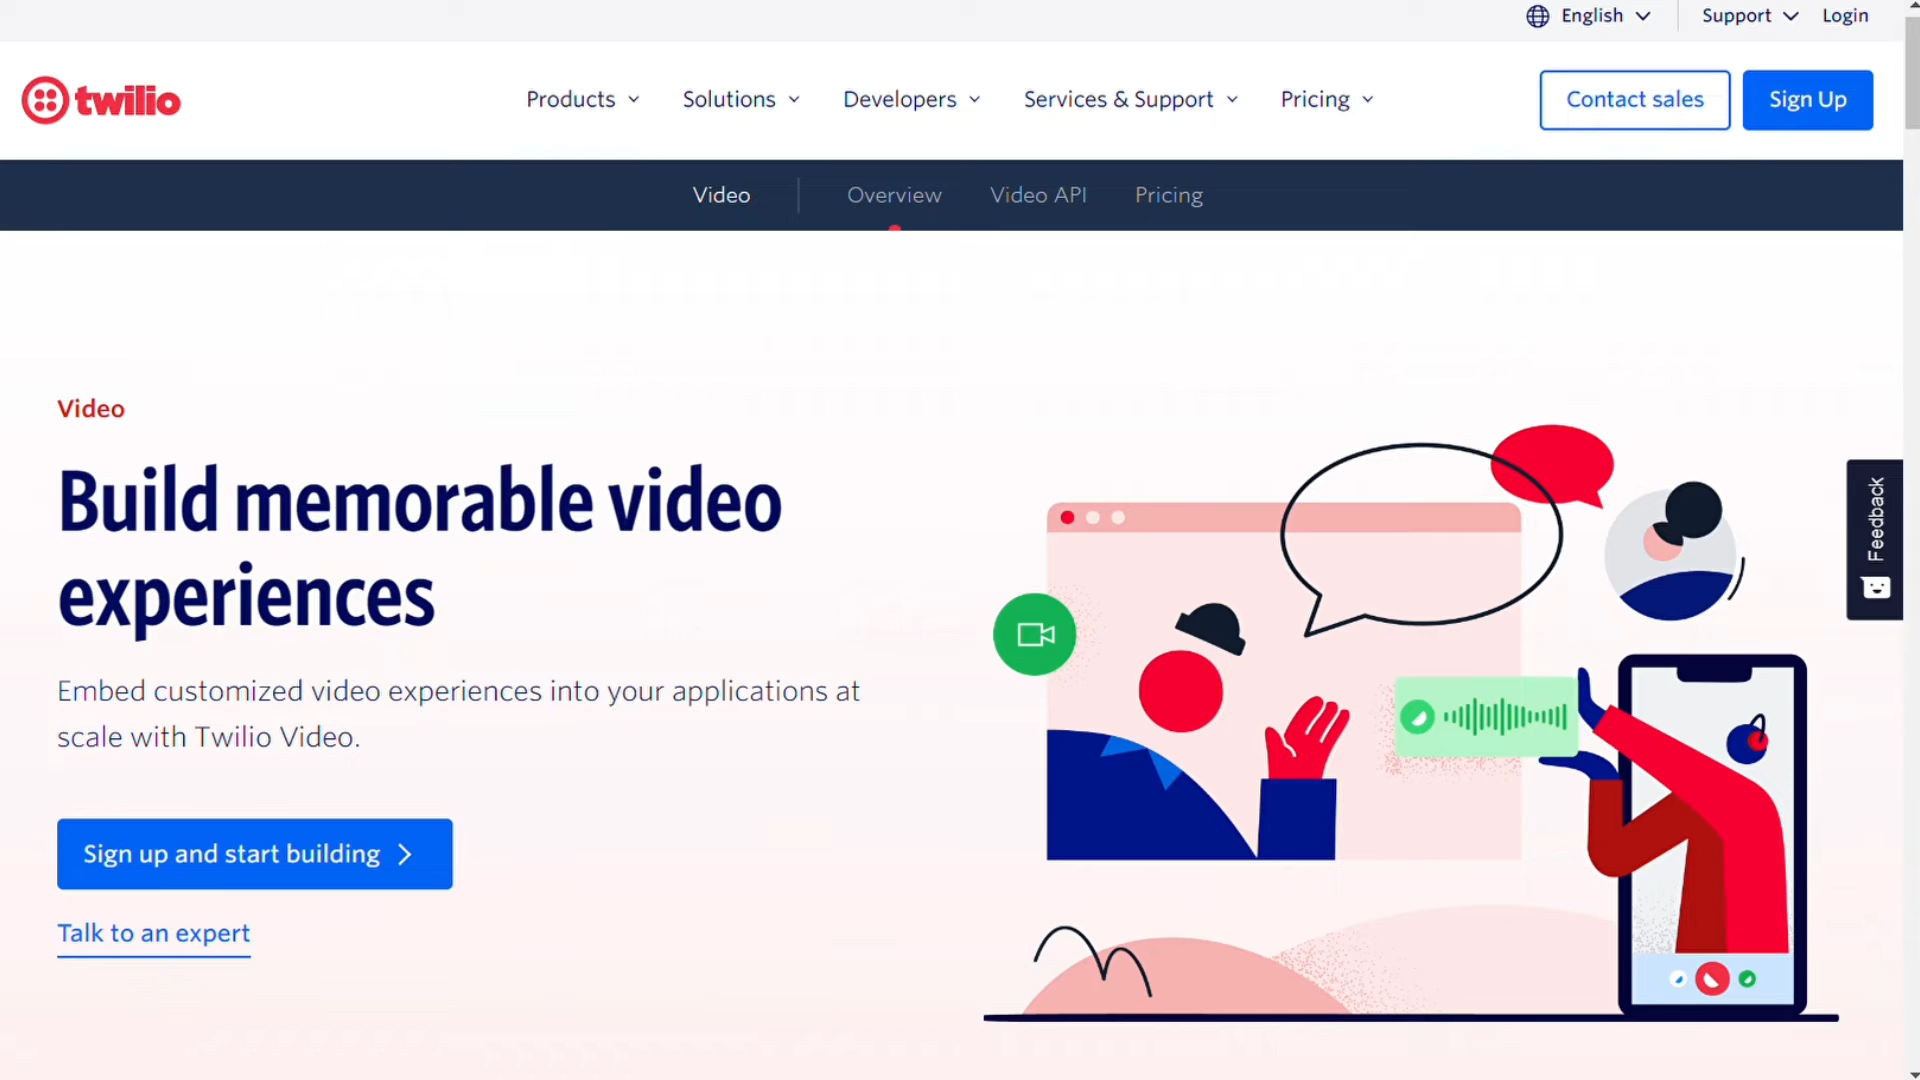 English
Support
Login
twilio
Products
Solutions
Developers
Services & Support
Pricing
Contact sales
Sign Up
Video
Overview
Video API
Pricing
Video
Build memorable video
experiences
Embed customized video experiences into your applications at
scale with Twilio Video.
Sign up and start building
Talk to an expert
Feedback